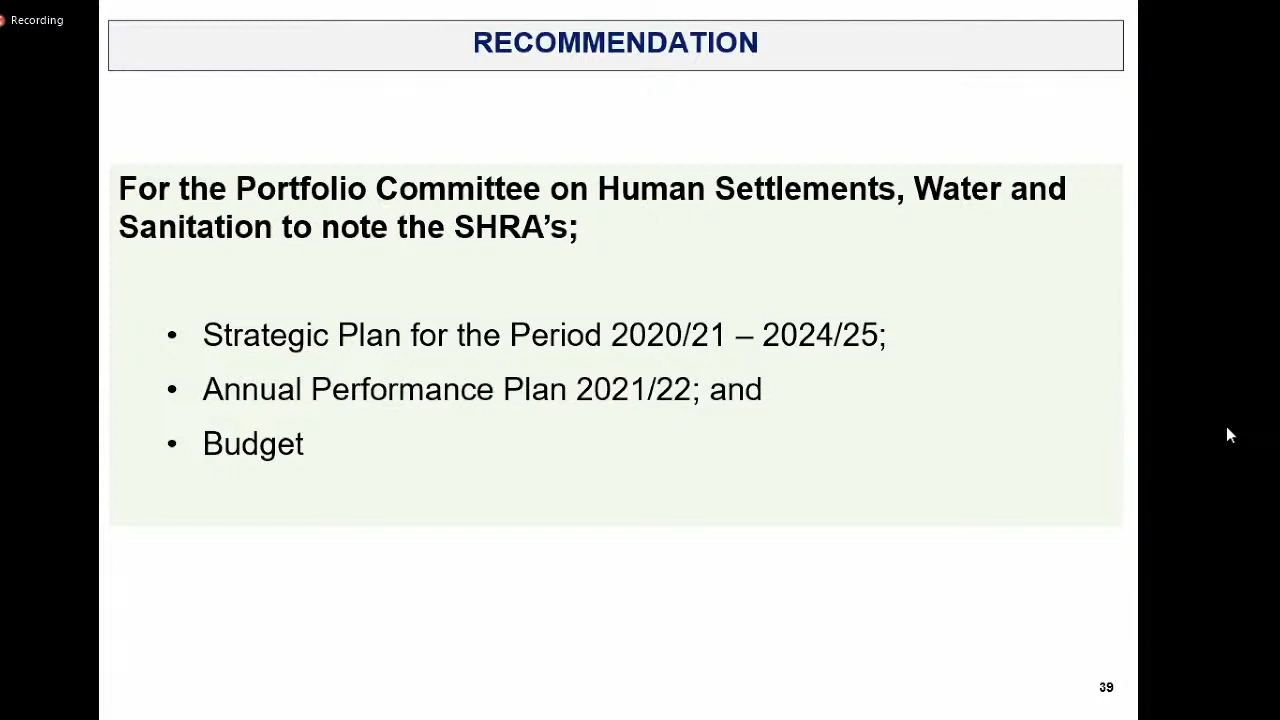 Recording
RECOMMENDATION
For the Portfolio Committee on Human Settlements, Water and
Sanitation to note the SHRA’s;
• Strategic Plan for the Period 2020/21 – 2024/25;
• Annual Performance Plan 2021/22; and
• Budget
39